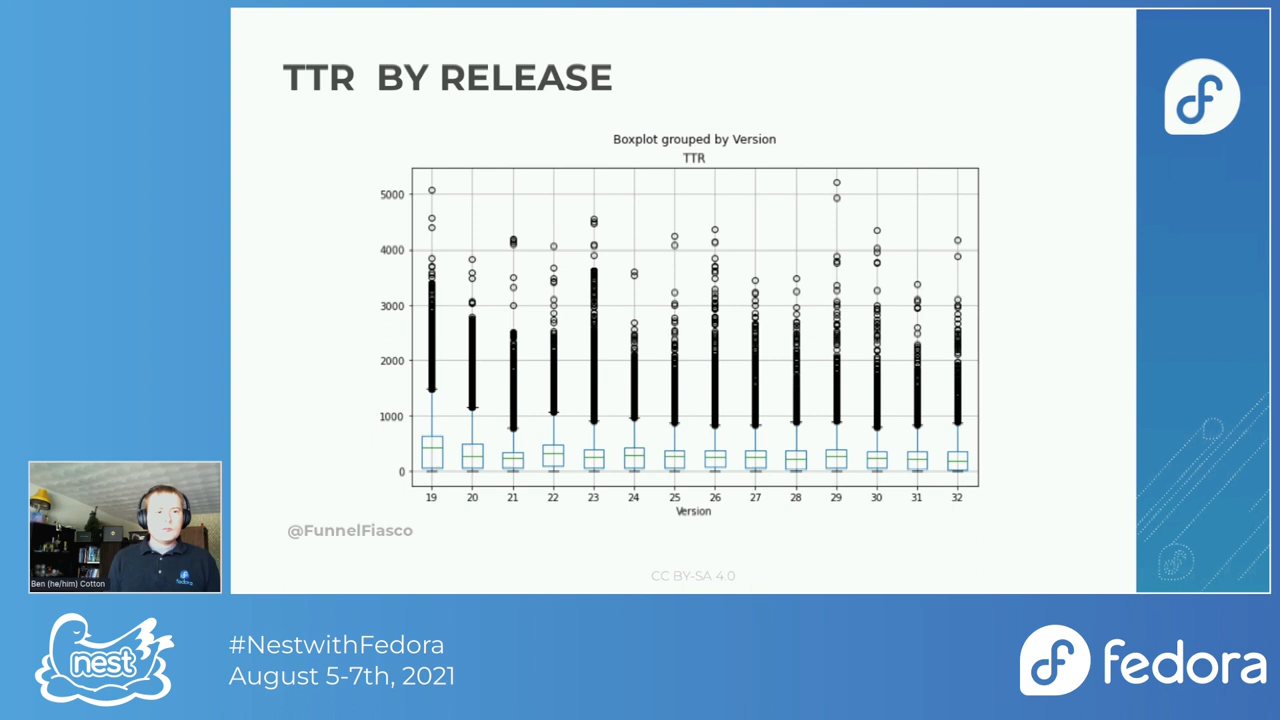 TTR BY RELEASE
Boxplot grouped by Version
TTR
5000
4000
3000
2000
1000
0
19 20 21 22 23 24 25 26 27 28 29 30 31 32
Version
@FunnelFiasco
CC BY-SA 4.0
fedora
Ben (he/him) Cotton
nest
#NestwithFedora
August 5-7th, 2021
fedora